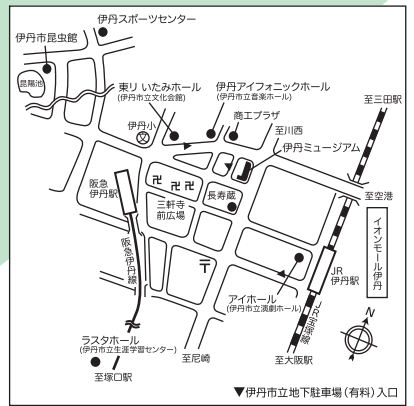 伊丹スポーツセンター
伊丹市昆虫館
昆陽池
東リ いたみホール
(伊丹市立文化会館)
伊丹アイフォニックホール
(伊丹市立音楽ホール)
伊丹小
文
商工プラザ
至川西
伊丹ミュージアム
至三田駅
至空港
阪急
伊丹駅
卍
卍 卍
三軒寺
前広場
長寿蔵
イオンモール伊丹
JR
伊丹駅
阪急伊丹線
〒
アイホール
(伊丹市立演劇ホール)
JR宝塚線
N
ラスタホール
(伊丹市立生涯学習センター)
至塚口駅
至尼崎
至大阪駅
▼伊丹市立地下駐車場(有料)入口